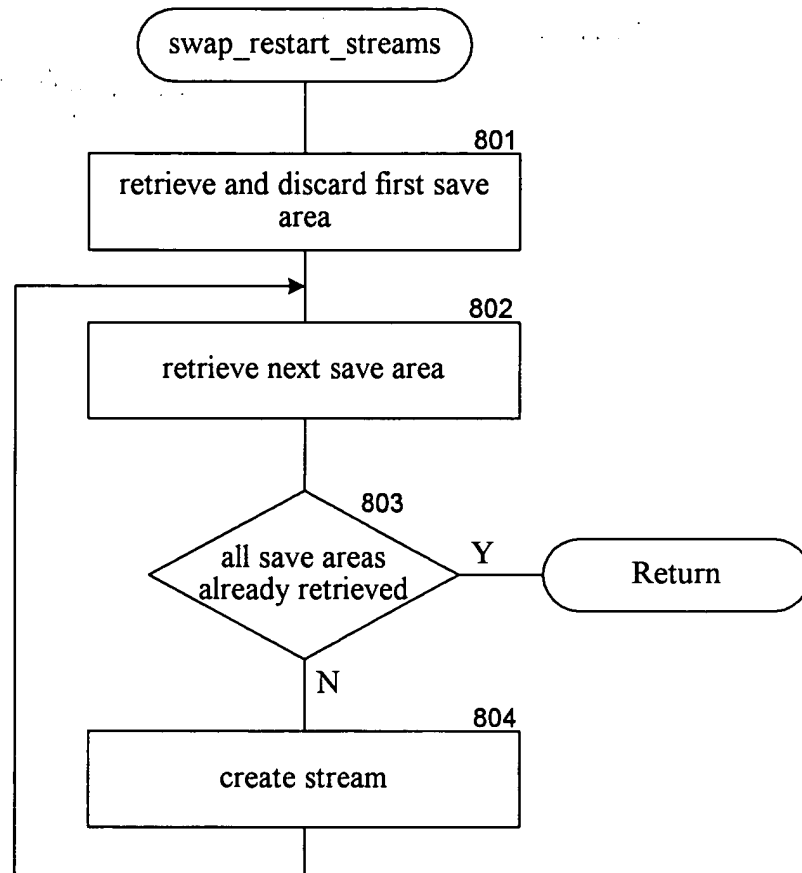 swap_restart_streams
801
retrieve and discard first save
area
802
retrieve next save area
803
all save areas
already retrieved
Y
Return
N
804
create stream